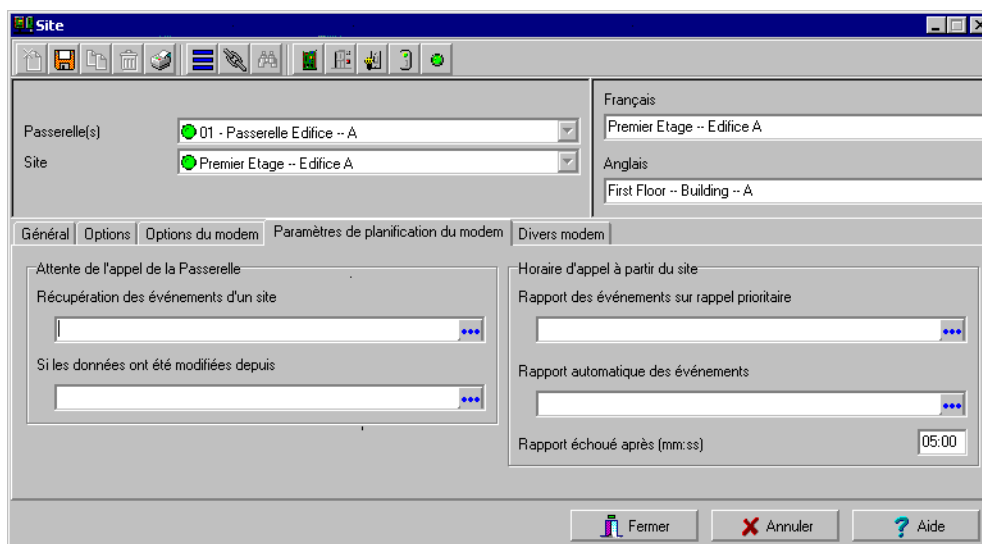 Site
Passerelle(s)
01 - Passerelle Edifice -- A
Site
Premier Etage -- Edifice A
Français
Premier Etage -- Edifice A
Anglais
First Floor -- Building -- A
Général
Options
Options du modem
Paramètres de planification du modem
Divers modem
Attente de l'appel de la Passerelle
Récupération des événements d'un site
Si les données ont été modifiées depuis
Horaire d'appel à partir du site
Rapport des événements sur rappel prioritaire
Rapport automatique des événements
Rapport échoué après (mm:ss)
05:00
Fermer
Annuler
Aide